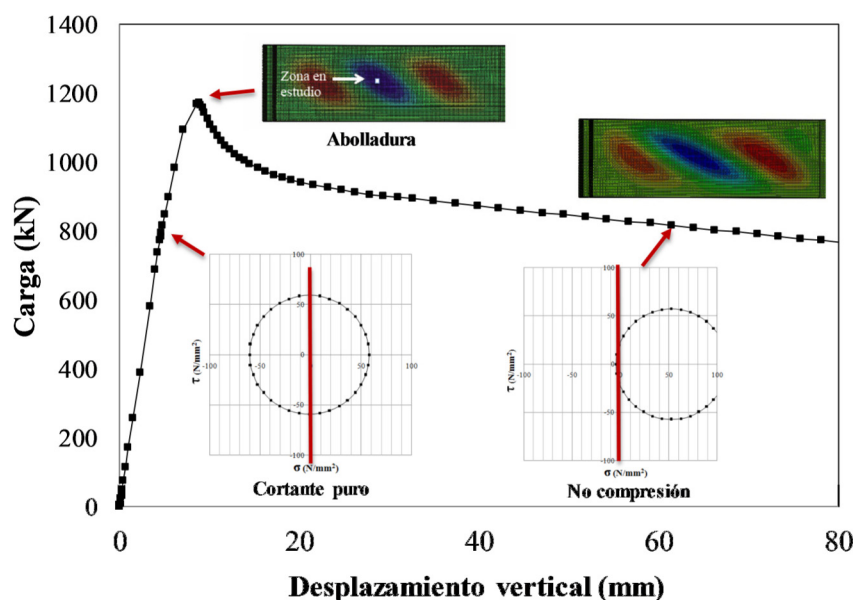 1400
1200
1000
800
600
400
200
0
Carga (kN)
0
20
40
60
80
Desplazamiento vertical (mm)
Zona en
estudio
Abolladura
100
50
0
-50
-100
-100
-50
0
50
100
τ (N/mm²)
σ (N/mm²)
Cortante puro
100
50
0
-50
-100
50
100
τ (N/mm²)
σ (N/mm²)
No compresión